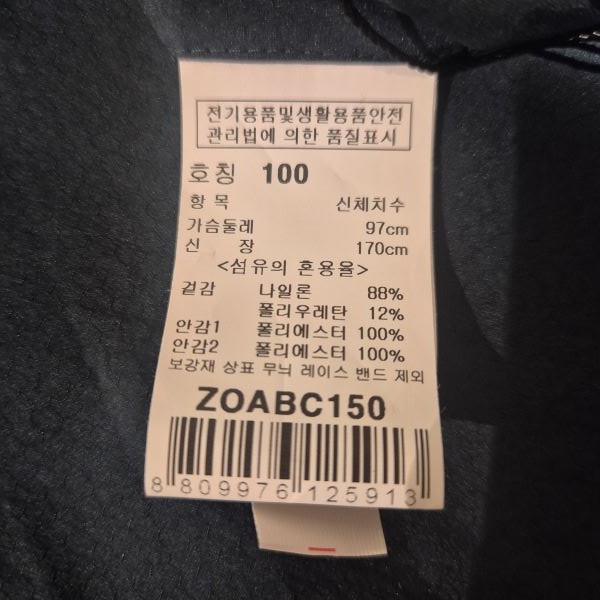 전기용품및생활용품안전
관리법에 의한 품질표시
호칭 100
항목 신체치수
가슴둘레 97cm
신 장 170cm
<섬유의 혼용율>
겉감 나일론 88%
폴리우레탄 12%
안감1 폴리에스터 100%
안감2 폴리에스터 100%
보강재 상표 무늬 레이스 밴드 제외
ZOABC150
8 809976 125913